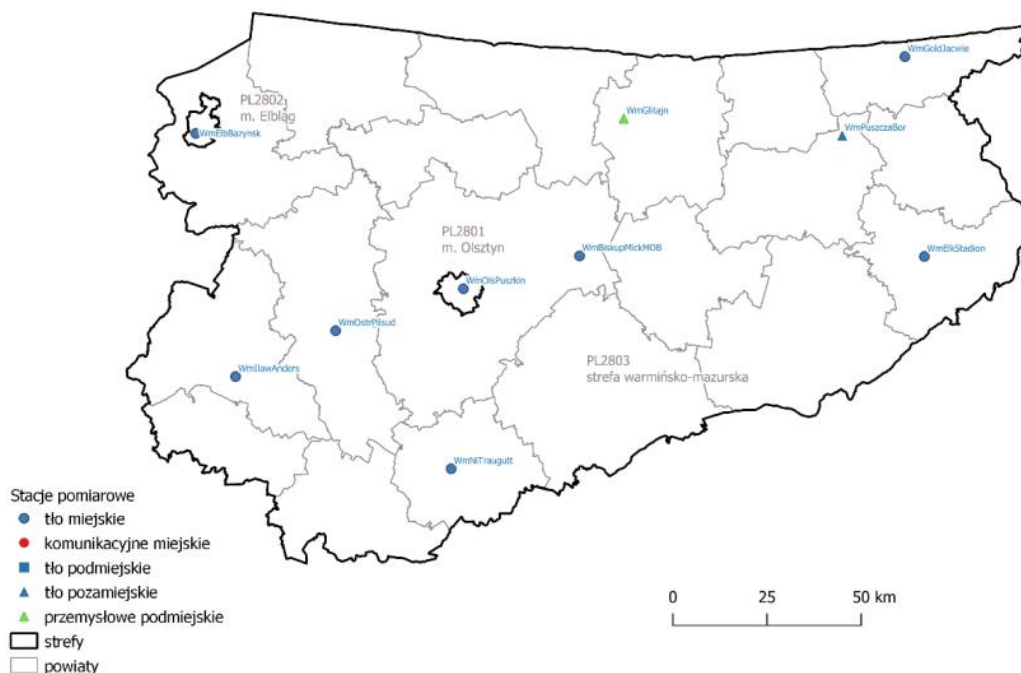 WmGoldJacwie
PL2802
m. Elbląg
WmGlitajn
WmElbBazynsk
WmPuszczaBor
PL2801
m. Olsztyn
WmBiskupMickMOB
WmElkStadion
WmOlsPuszkin
WmOstrPilsud
PL2803
strefa warmińsko-mazurska
WmIlawAnders
WmNiTraugutt
Stacje pomiarowe
tło miejskie
komunikacyjne miejskie
tło podmiejskie
tło pozamiejskie
przemysłowe podmiejskie
strefy
powiaty
0 25 50 km